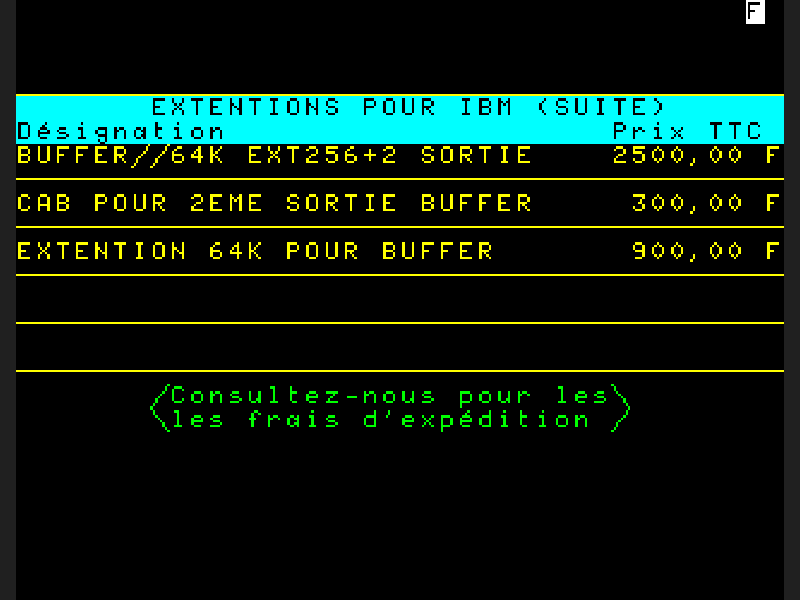 F
EXTENTIONS POUR IBM (SUITE)
Désignation Prix TTC
BUFFER//64K EXT256+2 SORTIE 2500,00 F
CAB POUR 2EME SORTIE BUFFER 300,00 F
EXTENTION 64K POUR BUFFER 900,00 F
Consultez-nous pour les
les frais d'expédition